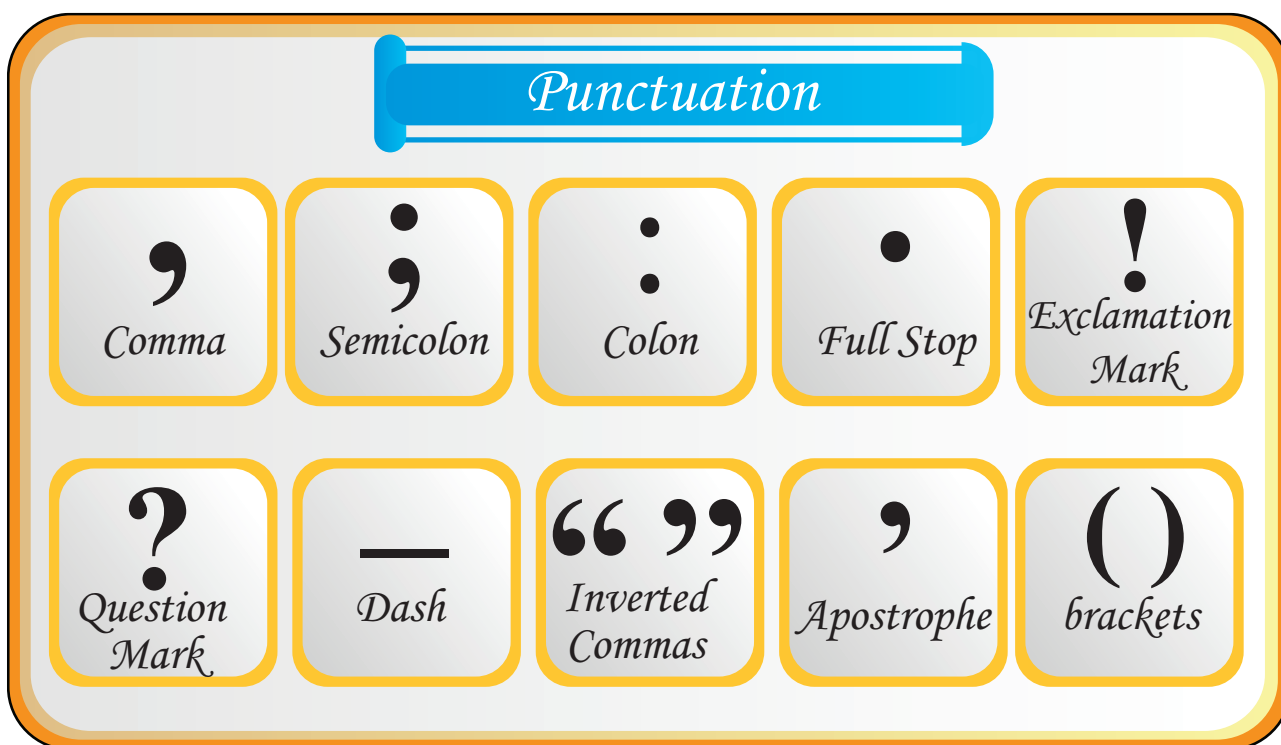 Punctuation
,
Comma
;
Semicolon
:
Colon
.
Full Stop
!
Exclamation
Mark
?
Question
Mark
—
Dash
“ ”
Inverted
Commas
’
Apostrophe
( )
brackets